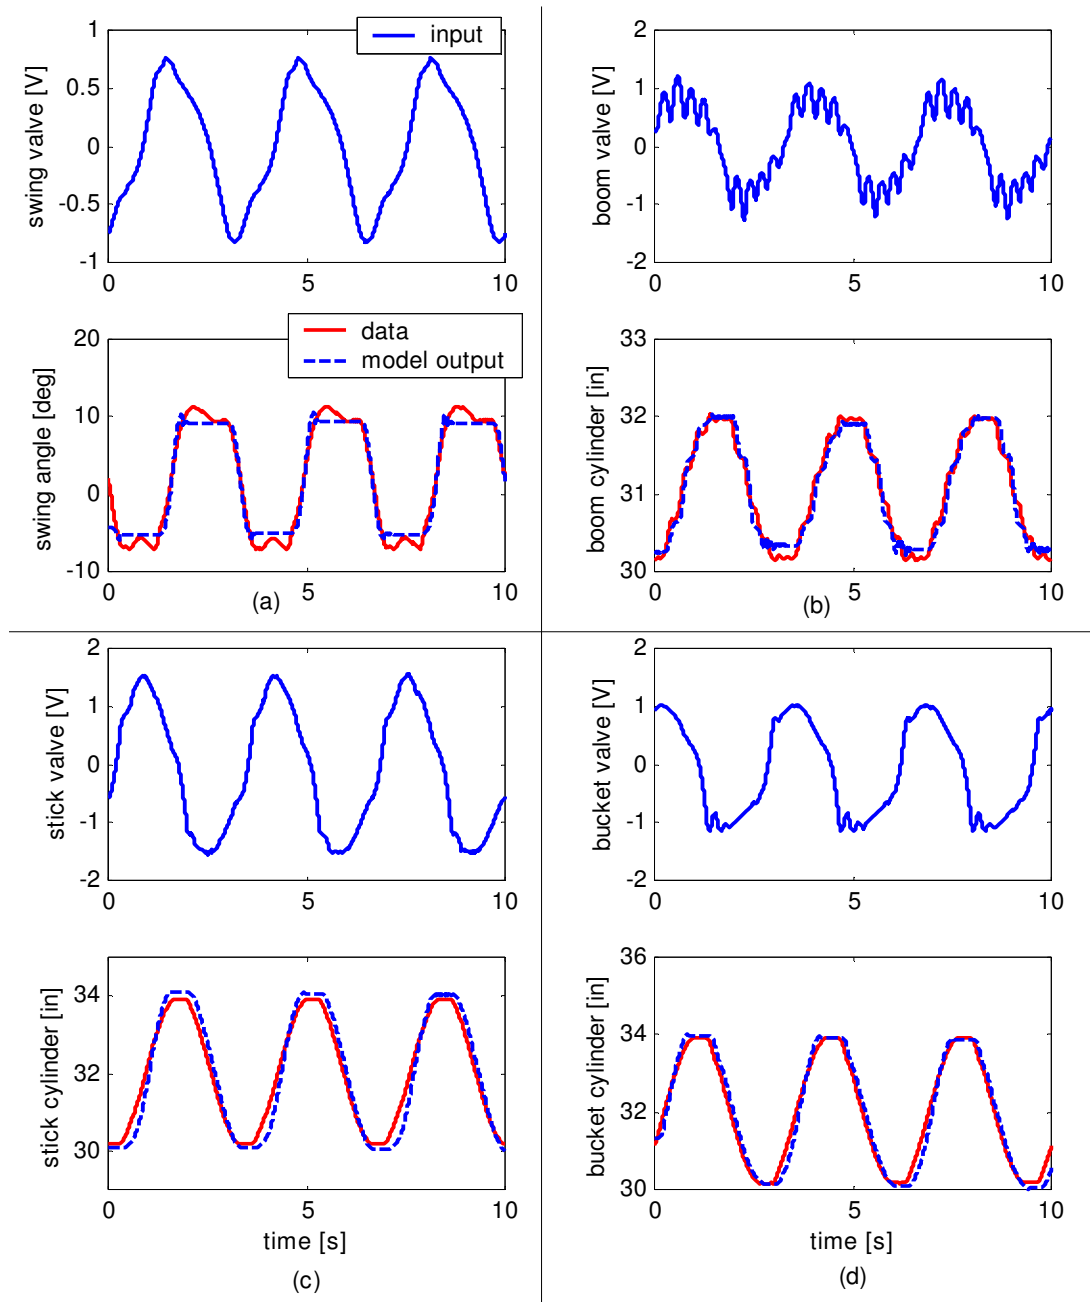 swing valve [V]
1
0.5
0
-0.5
-1
0 5 10
input
boom valve [V]
2
1
0
-1
-2
0 5 10
swing angle [deg]
20
10
0
-10
0 5 10
data
model output
(a)
boom cylinder [in]
33
32
31
30
0 5 10
(b)
stick valve [V]
2
1
0
-1
-2
0 5 10
bucket valve [V]
2
1
0
-1
-2
0 5 10
stick cylinder [in]
34
32
30
0 5 10
time [s]
(c)
bucket cylinder [in]
36
34
32
30
0 5 10
time [s]
(d)